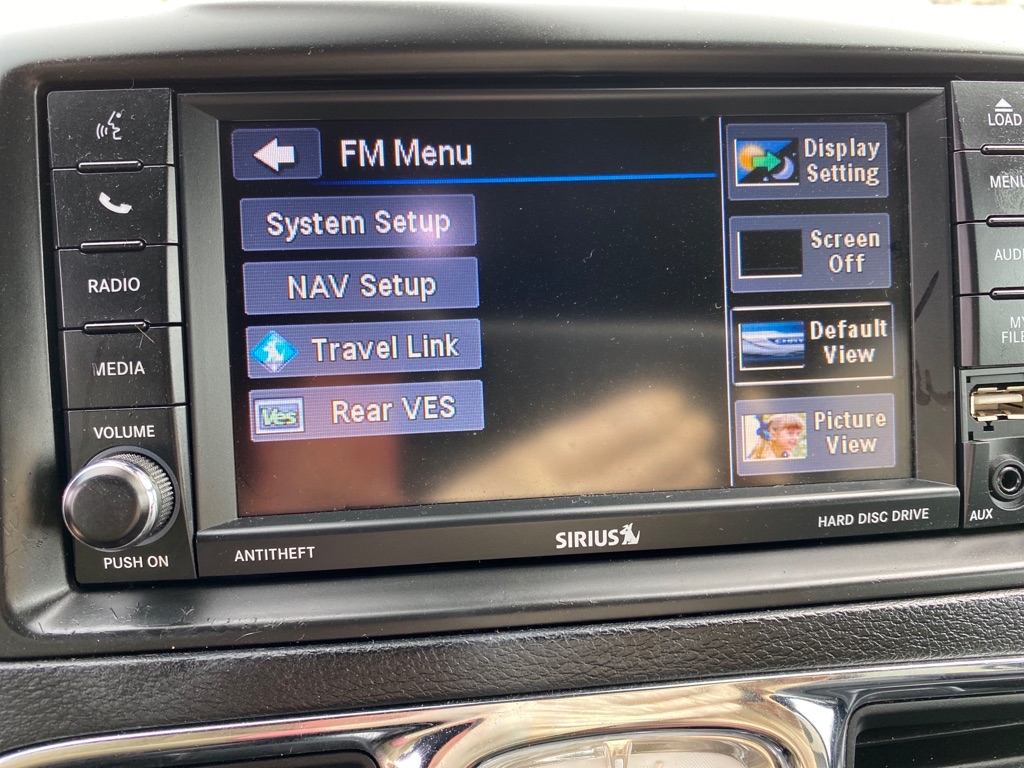 FM Menu
System Setup
NAV Setup
Travel Link
Ves Rear VES
Display
Setting
Screen
Off
Default
View
Picture
View
RADIO
MEDIA
VOLUME
PUSH ON
ANTITHEFT
SIRIUS
HARD DISC DRIVE
LOAD
MENU
AUX